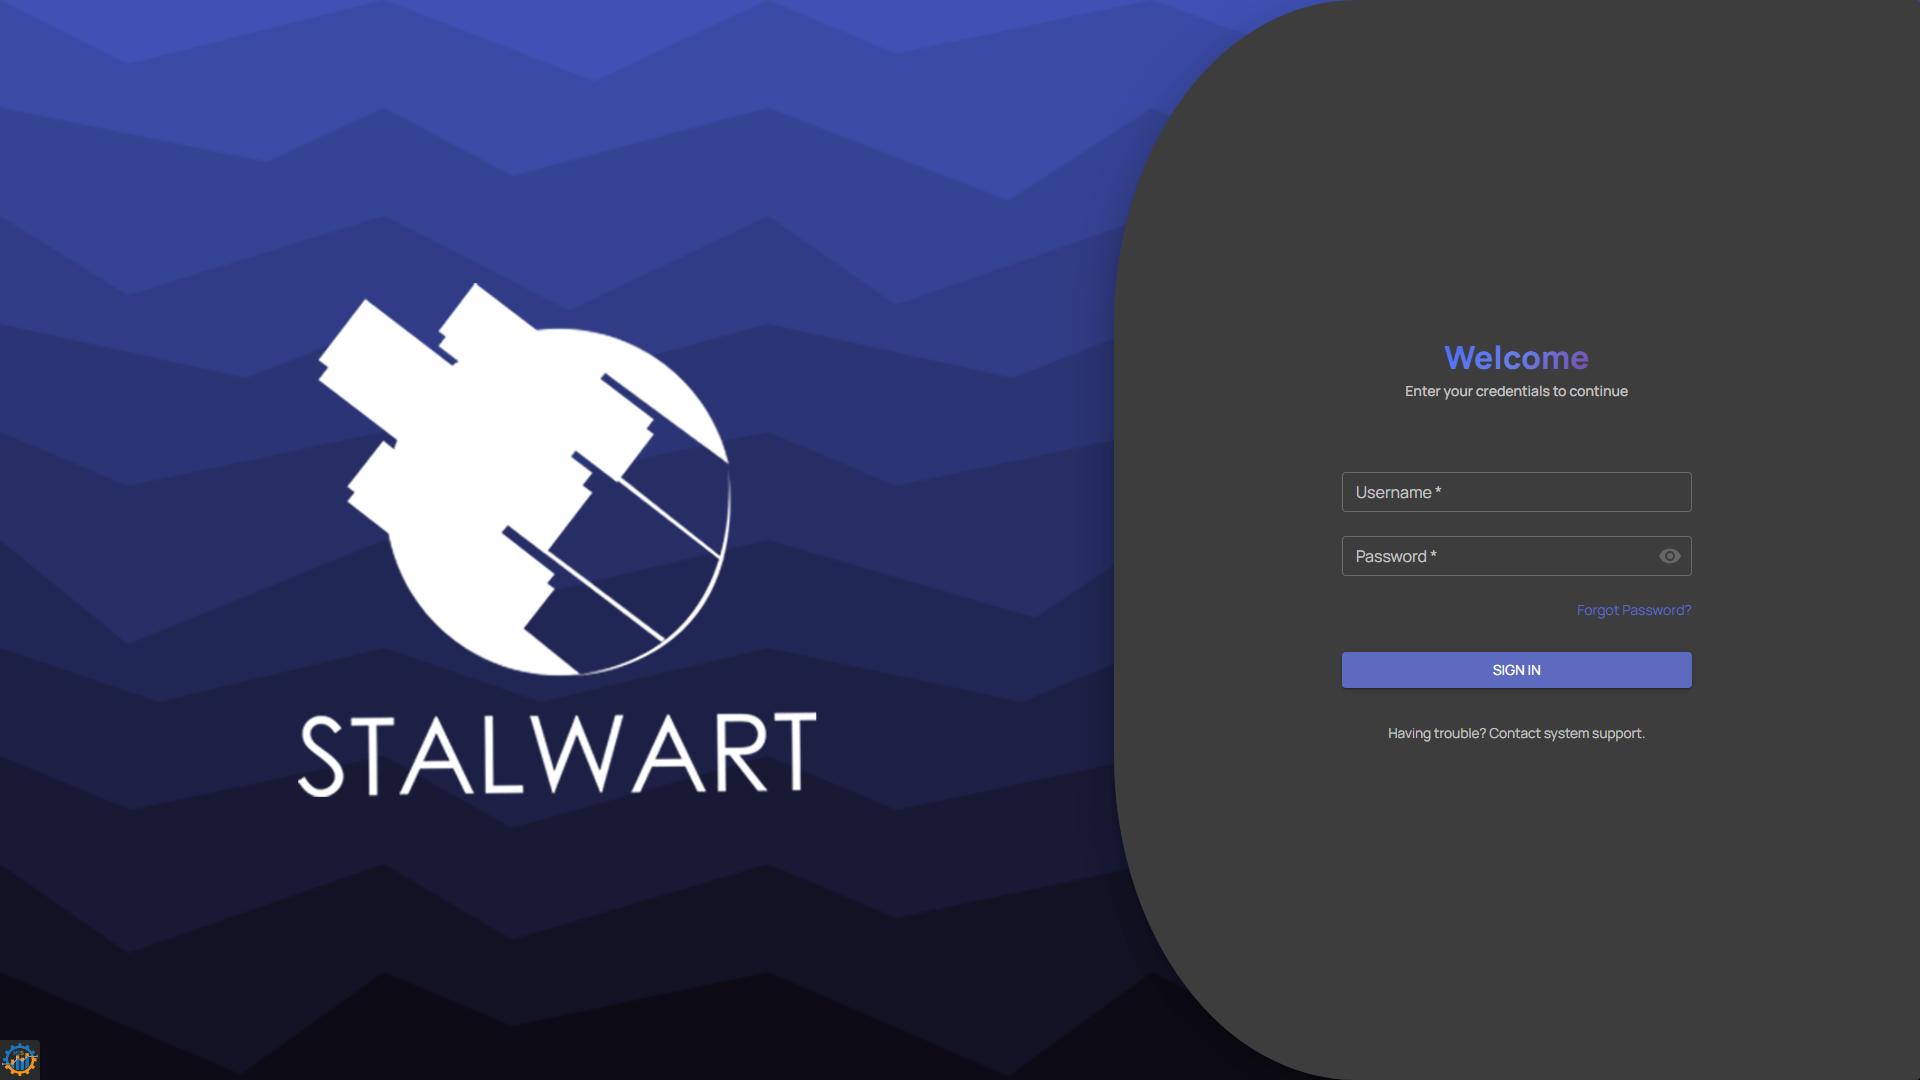 STALWART
Welcome
Enter your credentials to continue
Username *
Password *
Forgot Password?
SIGN IN
Having trouble? Contact system support.